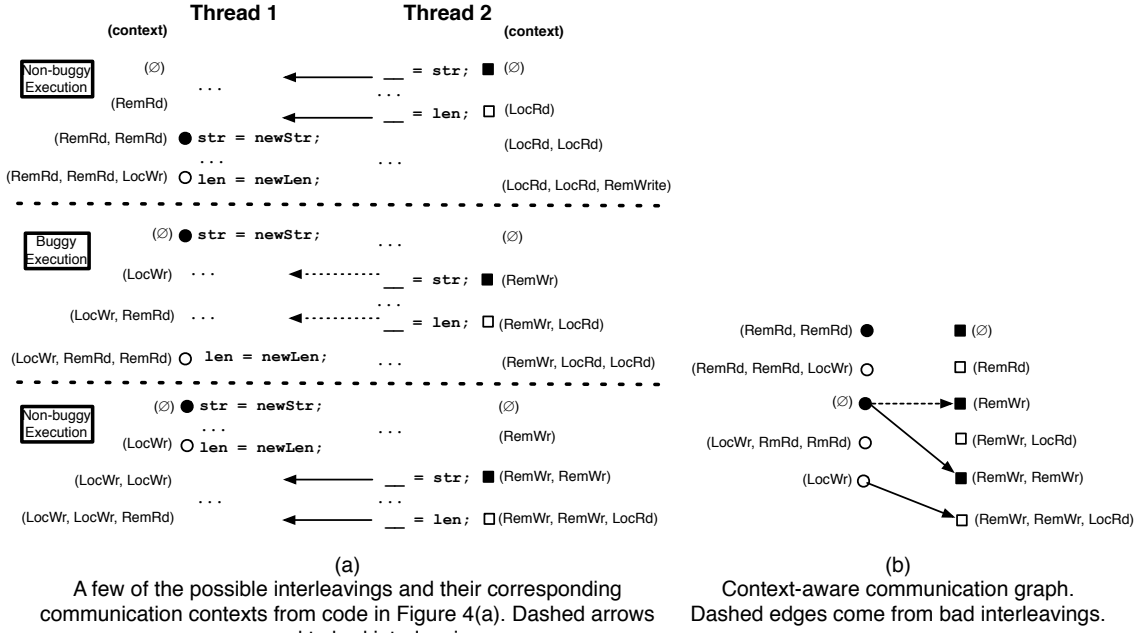 Thread 1 Thread 2
(context) (context)
Non-buggy
Execution
(∅) __ = str; (∅)
... ...
(RemRd) __ = len; (LocRd)
(RemRd, RemRd) str = newStr; (LocRd, LocRd)
... ...
(RemRd, RemRd, LocWr) len = newLen; (LocRd, LocRd, RemWrite)
Buggy
Execution
(∅) str = newStr; ... (∅)
(LocWr) ... __ = str; (RemWr)
...
(LocWr, RemRd) ... __ = len; (RemWr, LocRd)
(LocWr, RemRd, RemRd) len = newLen; ... (RemWr, LocRd, LocRd)
Non-buggy
Execution
(∅) str = newStr; (∅)
... ...
(LocWr) len = newLen; (RemWr)
(LocWr, LocWr) __ = str; (RemWr, RemWr)
... ...
(LocWr, LocWr, RemRd) __ = len; (RemWr, RemWr, LocRd)
(a)
A few of the possible interleavings and their corresponding
communication contexts from code in Figure 4(a). Dashed arrows
(RemRd, RemRd) (∅)
(RemRd, RemRd, LocWr) (RemRd)
(∅) (RemWr)
(LocWr, RmRd, RmRd) (RemWr, LocRd)
(LocWr) (RemWr, RemWr)
(RemWr, RemWr, LocRd)
(b)
Context-aware communication graph.
Dashed edges come from bad interleavings.